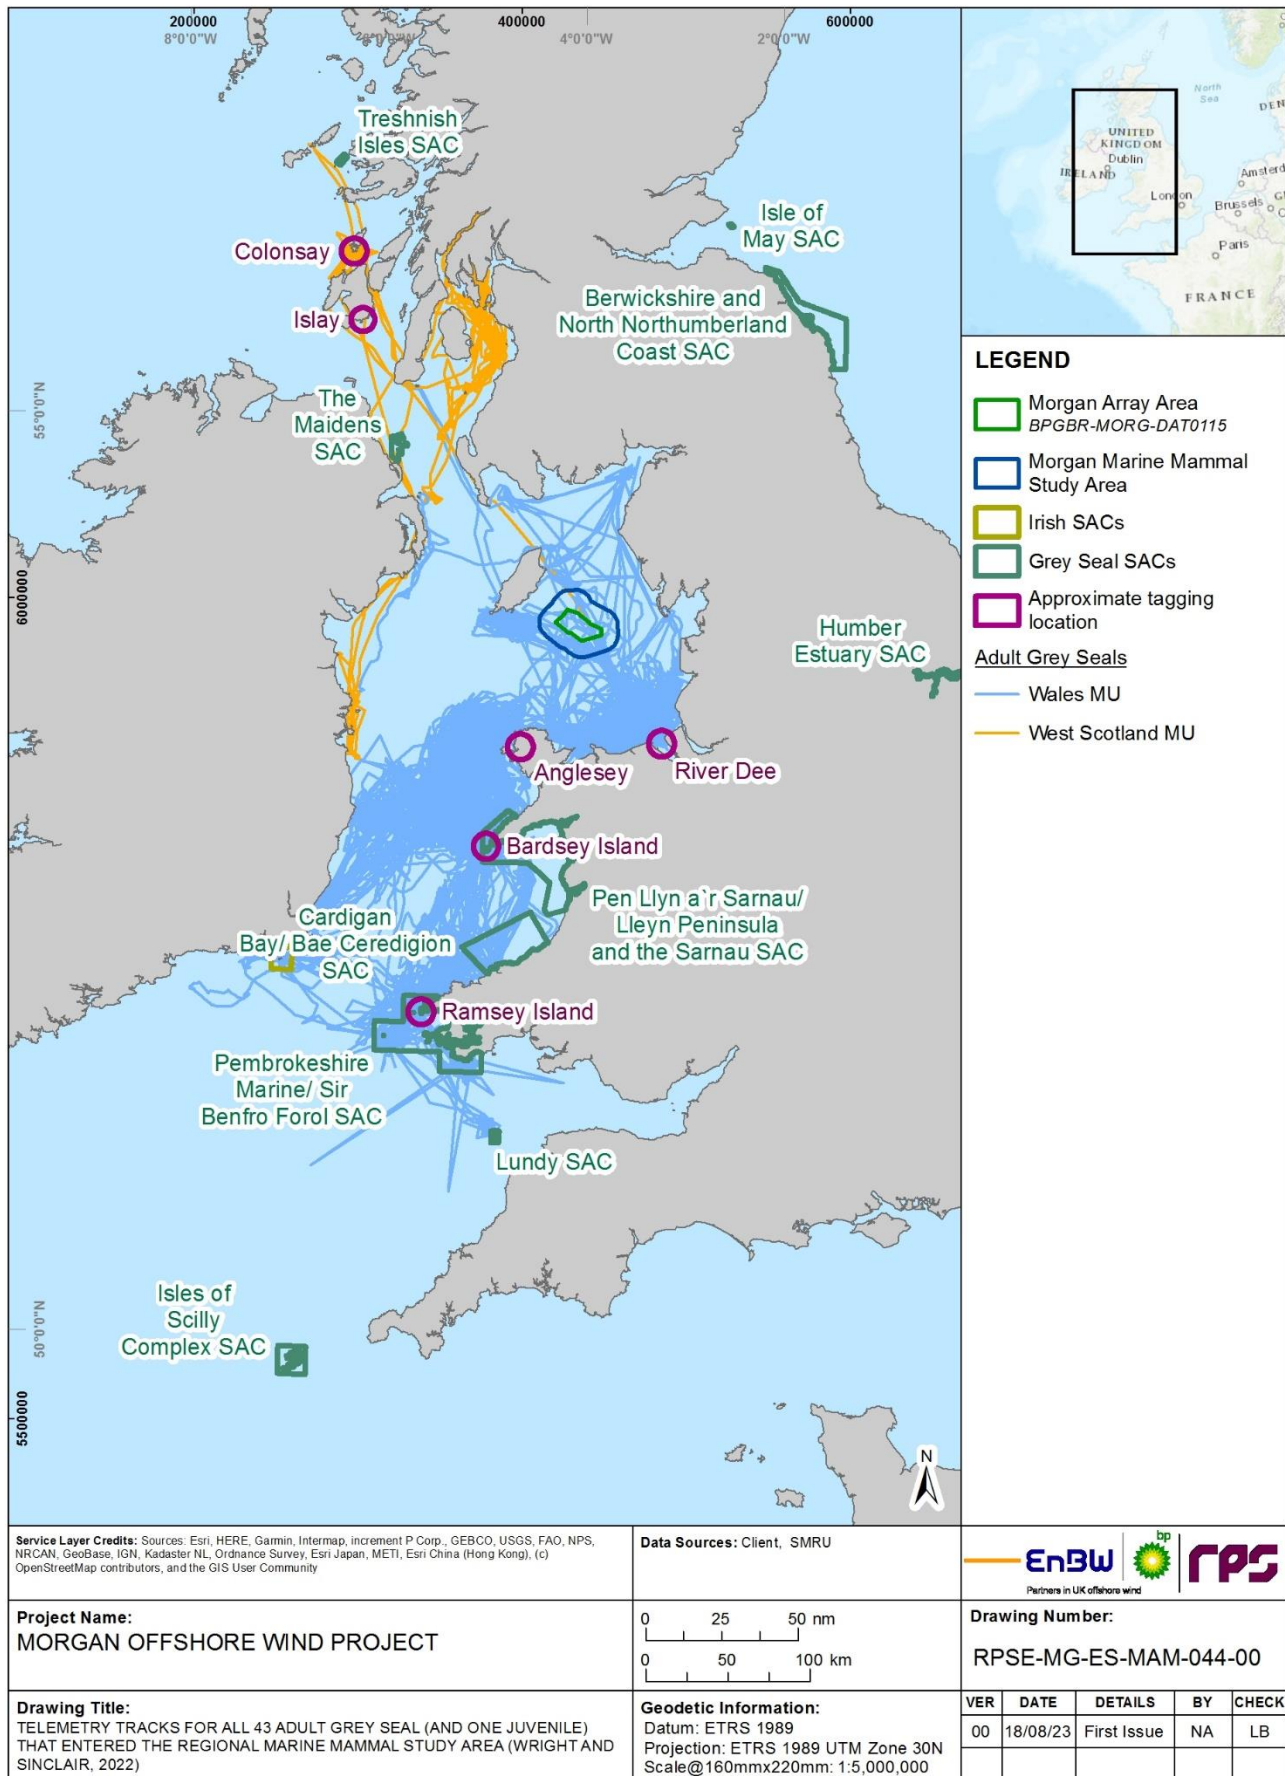 200000
400000
600000
8°0'0"W
4°0'0"W
2°0'0"W
Treshnish
Isles SAC
Colonsay
Isle of
May SAC
Islay
Berwickshire and
North Northumberland
Coast SAC
The
Maidens
SAC
55°0'0"N
6000000
Humber
Estuary SAC
Anglesey
River Dee
Bardsey Island
Pen Llyn a`r Sarnau/
Lleyn Peninsula
and the Sarnau SAC
Cardigan
Bay/ Bae Ceredigion
SAC
Ramsey Island
Pembrokeshire
Marine/ Sir
Benfro Forol SAC
Lundy SAC
Isles of
Scilly
Complex SAC
50°0'0"N
5500000
N
North
Sea
DEN
UNITED
KINGDOM
Dublin
IRELAND
London
Amsterd
Brussels
G
Paris
FRANCE
LEGEND
Morgan Array Area
BPGBR-MORG-DAT0115
Morgan Marine Mammal
Study Area
Irish SACs
Grey Seal SACs
Approximate tagging
location
Adult Grey Seals
Wales MU
West Scotland MU
Service Layer Credits: Sources: Esri, HERE, Garmin, Intermap, increment P Corp., GEBCO, USGS, FAO, NPS,
NRCAN, GeoBase, IGN, Kadaster NL, Ordnance Survey, Esri Japan, METI, Esri China (Hong Kong), (c)
OpenStreetMap contributors, and the GIS User Community
Data Sources: Client, SMRU
EnBW
Partners in UK offshore wind
bp
rps
Project Name:
MORGAN OFFSHORE WIND PROJECT
0 25 50 nm
0 50 100 km
Drawing Number:
RPSE-MG-ES-MAM-044-00
Drawing Title:
TELEMETRY TRACKS FOR ALL 43 ADULT GREY SEAL (AND ONE JUVENILE)
THAT ENTERED THE REGIONAL MARINE MAMMAL STUDY AREA (WRIGHT AND
SINCLAIR, 2022)
Geodetic Information:
Datum: ETRS 1989
Projection: ETRS 1989 UTM Zone 30N
Scale@160mmx220mm: 1:5,000,000
VER DATE DETAILS BY CHECK
00 18/08/23 First Issue NA LB